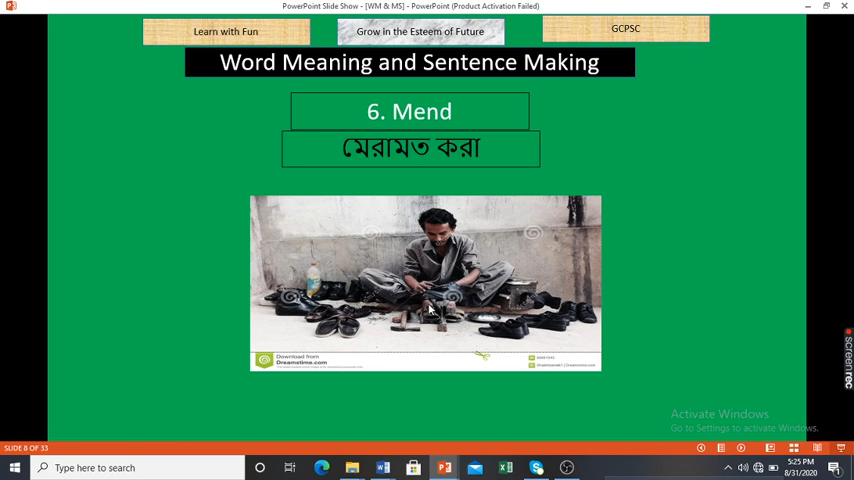 PowerPoint Slide Show - [WM & MS] - PowerPoint (Product Activation Failed)
Learn with Fun
Grow in the Esteem of Future
GCPSC
Word Meaning and Sentence Making
6. Mend
মেরামত করা
Download from
Dreamstime.com
Activate Windows
Go to Settings to activate Windows.
screenrec
SLIDE 8 OF 33
Type here to search
5:25 PM
8/31/2020